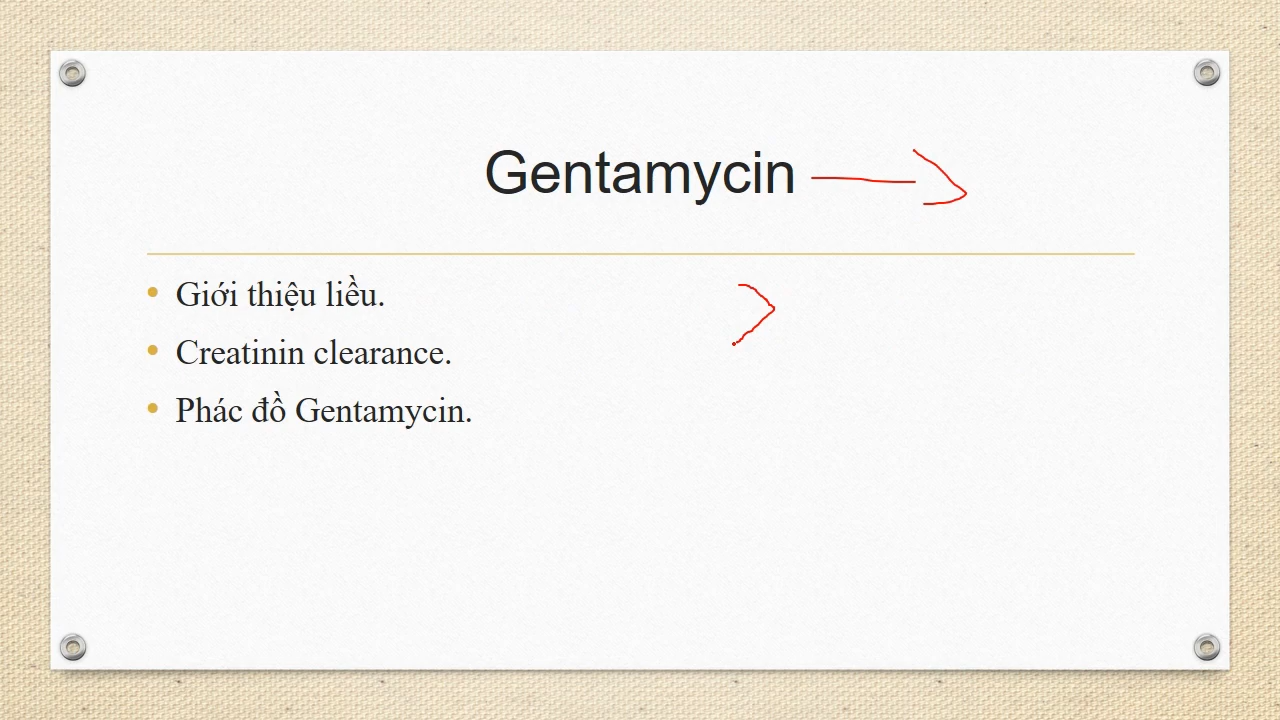 Gentamycin
Giới thiệu liều.
Creatinin clearance.
Phác đồ Gentamycin.